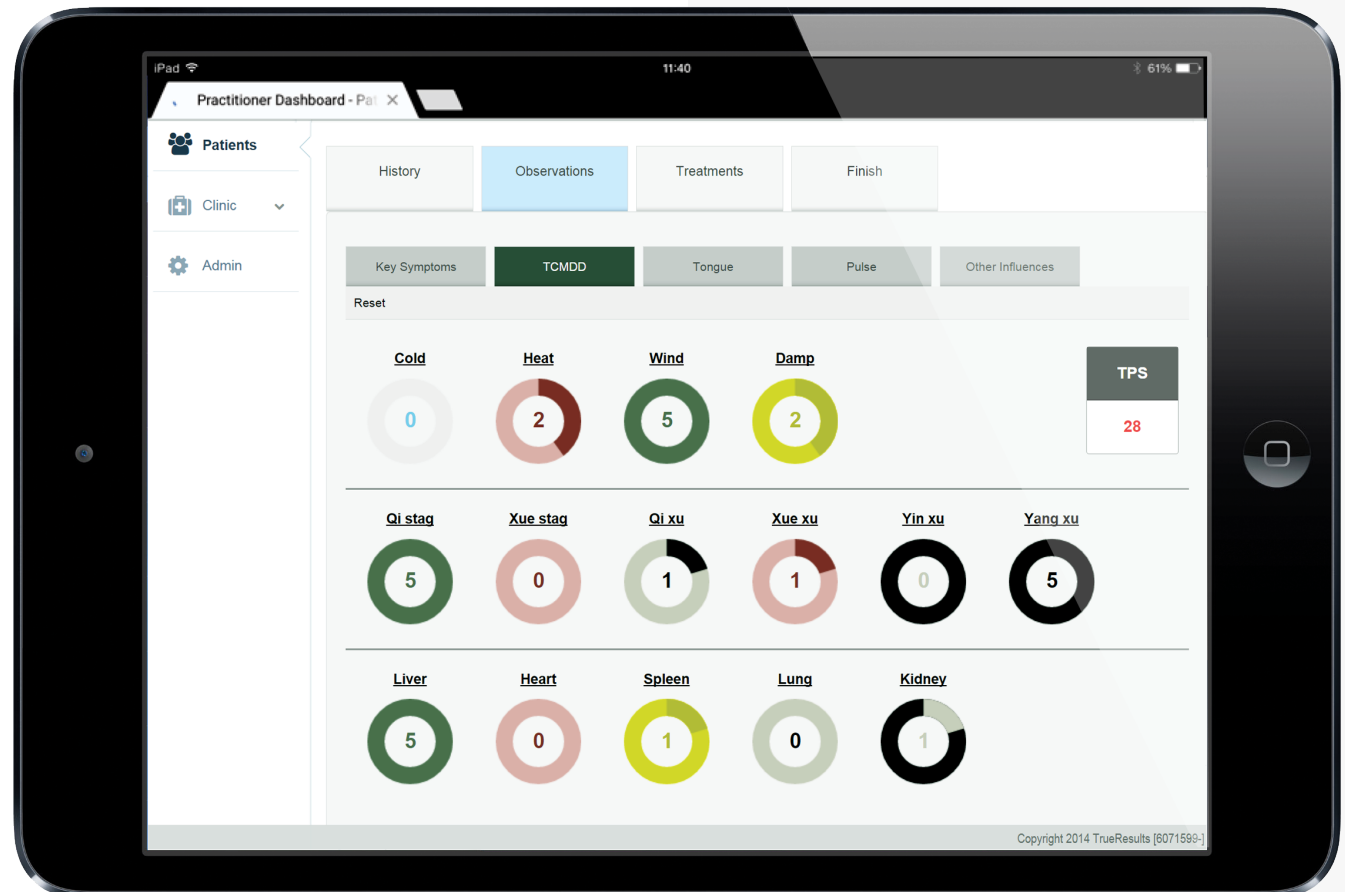 iPad 11:40 61%
Practitioner Dashboard - Pat
Patients
Clinic
Admin
History Observations Treatments Finish
Key Symptoms TCMDD Tongue Pulse Other Influences
Reset
Cold Heat Wind Damp
0 2 5 2
TPS
28
Qi stag Xue stag Qi xu Xue xu Yin xu Yang xu
5 0 1 1 0 5
Liver Heart Spleen Lung Kidney
5 0 1 0 1
Copyright 2014 TrueResults [6071599-]